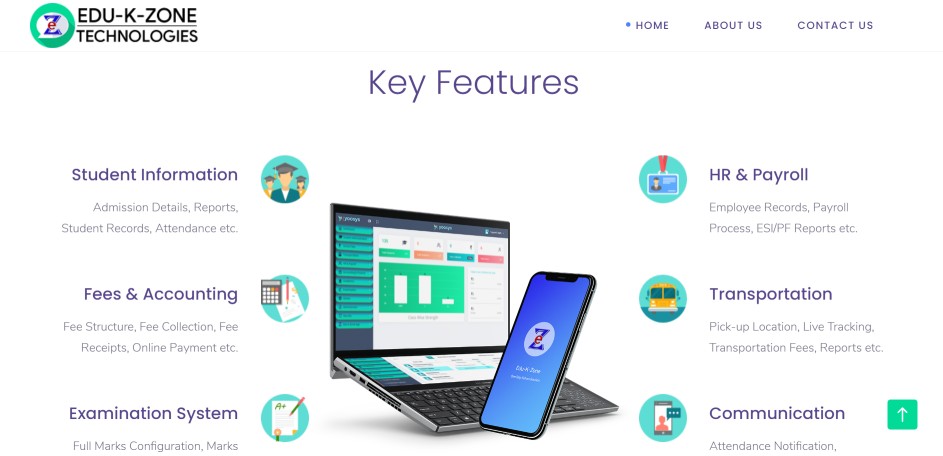 EDU-K-ZONE
TECHNOLOGIES
HOME
ABOUT US
CONTACT US
Key Features
Student Information
Admission Details, Reports,
Student Records, Attendance etc.
Fees & Accounting
Fee Structure, Fee Collection, Fee
Receipts, Online Payment etc.
Examination System
Full Marks Configuration, Marks
A+
Edu-K Zone
HR & Payroll
Employee Records, Payroll
Process, ESI/PF Reports etc.
Transportation
Pick-up Location, Live Tracking,
Transportation Fees, Reports etc.
Communication
Attendance Notification,